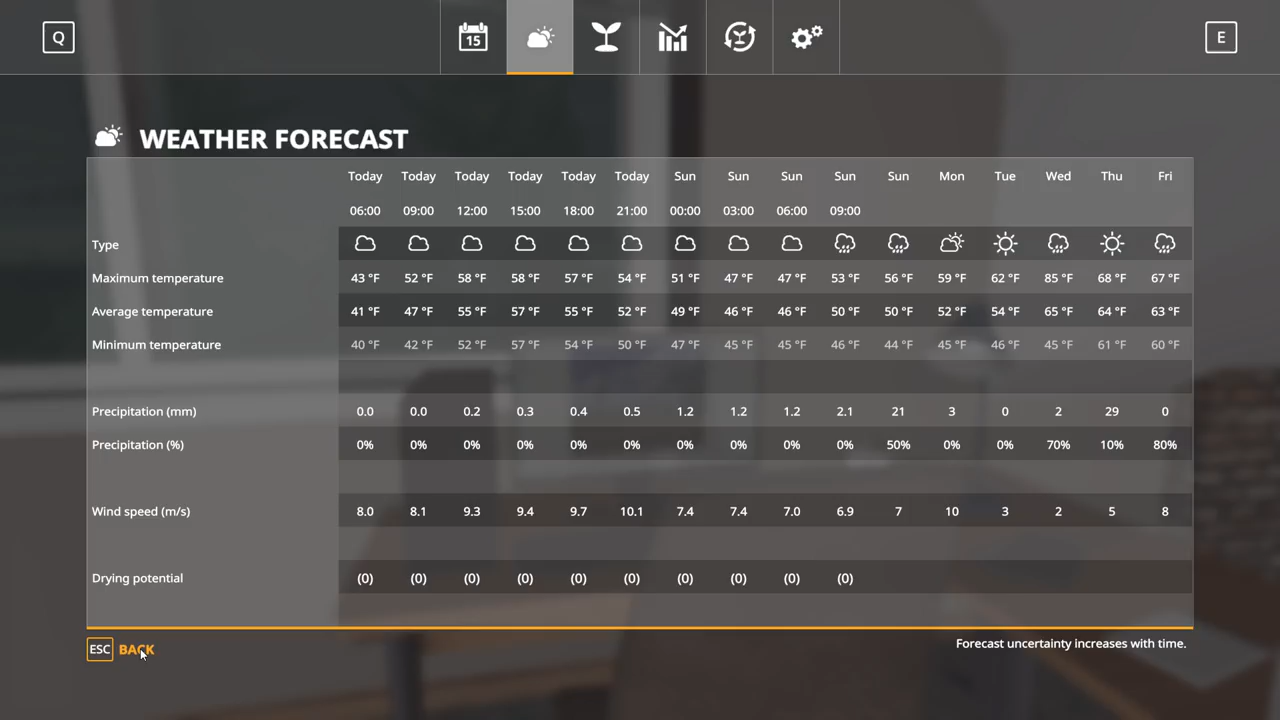 Q
15
E
WEATHER FORECAST
Today Today Today Today Today Today Sun Sun Sun Sun Sun Mon Tue Wed Thu Fri
06:00 09:00 12:00 15:00 18:00 21:00 00:00 03:00 06:00 09:00
Type
Maximum temperature 43 °F 52 °F 58 °F 58 °F 57 °F 54 °F 51 °F 47 °F 47 °F 53 °F 56 °F 59 °F 62 °F 85 °F 68 °F 67 °F
Average temperature 41 °F 47 °F 55 °F 57 °F 55 °F 52 °F 49 °F 46 °F 46 °F 50 °F 50 °F 52 °F 54 °F 65 °F 64 °F 63 °F
Minimum temperature 40 °F 42 °F 52 °F 57 °F 54 °F 50 °F 47 °F 45 °F 45 °F 46 °F 44 °F 45 °F 46 °F 45 °F 61 °F 60 °F
Precipitation (mm) 0.0 0.0 0.2 0.3 0.4 0.5 1.2 1.2 1.2 2.1 21 3 0 2 29 0
Precipitation (%) 0% 0% 0% 0% 0% 0% 0% 0% 0% 0% 50% 0% 0% 70% 10% 80%
Wind speed (m/s) 8.0 8.1 9.3 9.4 9.7 10.1 7.4 7.4 7.0 6.9 7 10 3 2 5 8
Drying potential (0) (0) (0) (0) (0) (0) (0) (0) (0) (0)
ESC BACK
Forecast uncertainty increases with time.